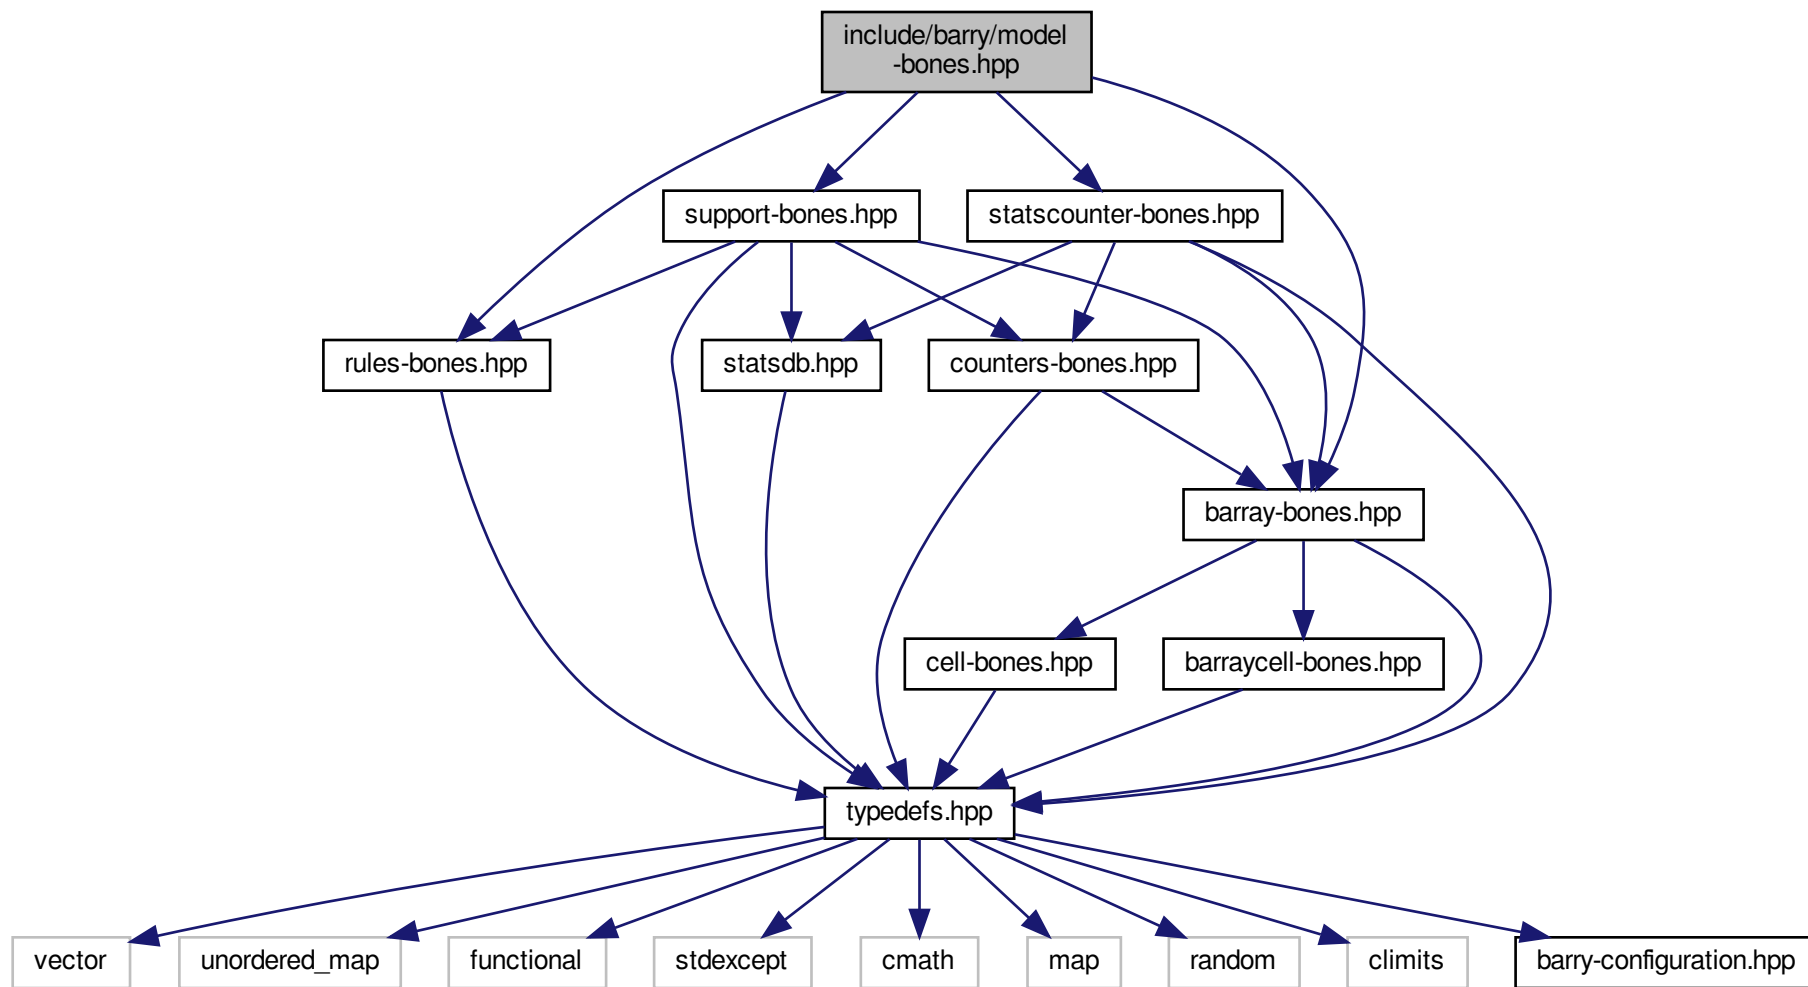 include/barry/model
-bones.hpp
support-bones.hpp
statscounter-bones.hpp
rules-bones.hpp
statsdb.hpp
counters-bones.hpp
barray-bones.hpp
cell-bones.hpp
barraycell-bones.hpp
typedefs.hpp
vector
unordered_map
functional
stdexcept
cmath
map
random
climits
barry-configuration.hpp